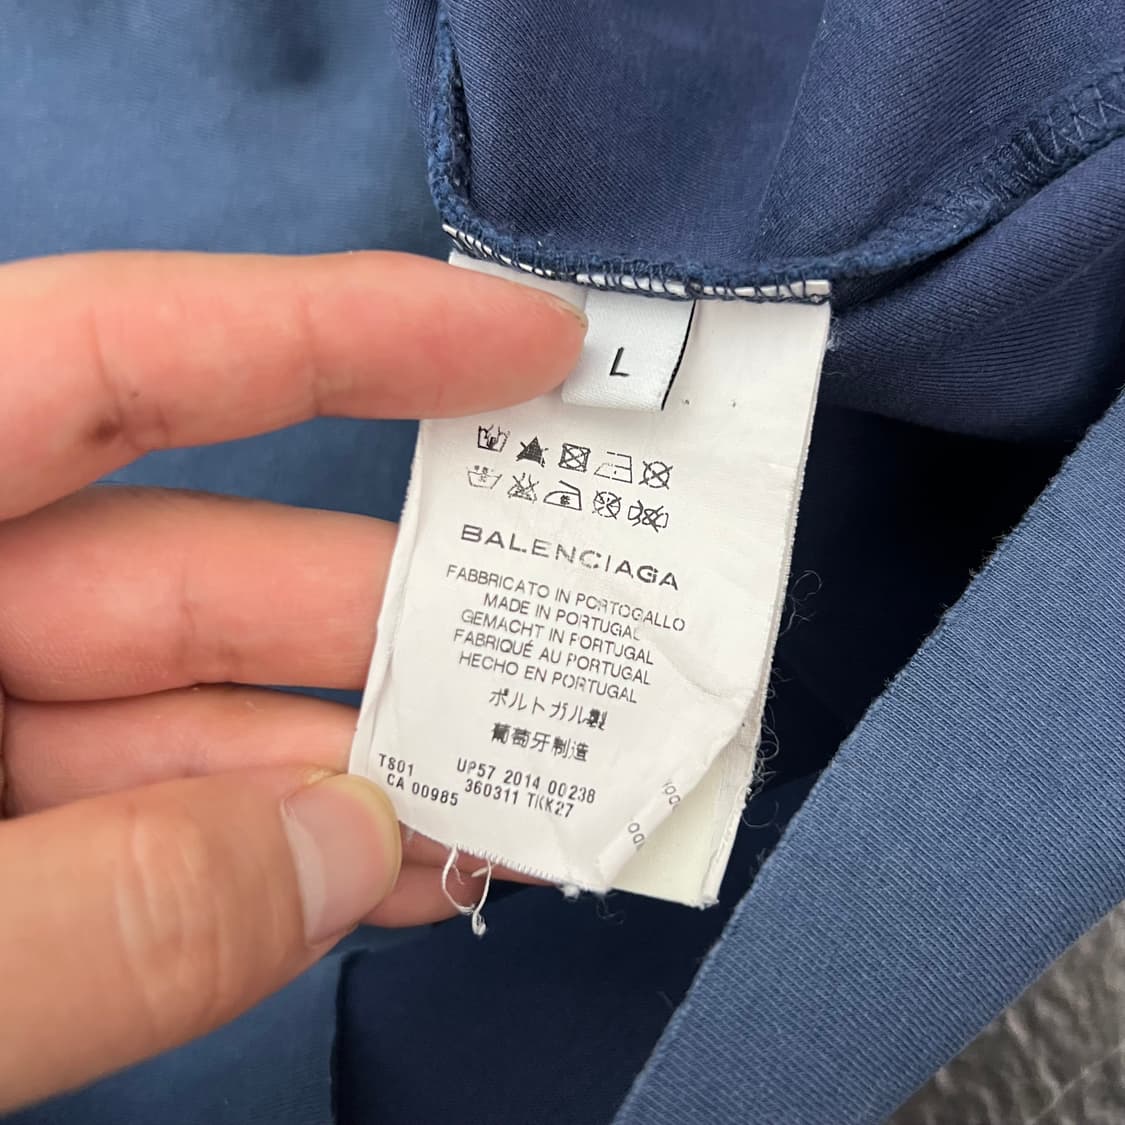 L
BALENCIAGA
FABBRICATO IN PORTOGALLO
MADE IN PORTUGAL
GEMACHT IN PORTUGAL
FABRIQUÉ AU PORTUGAL
HECHO EN PORTUGAL
ポルトガル製
葡萄牙制造
TS01 UP57 2014 00238
CA 00985 360311 TKK27